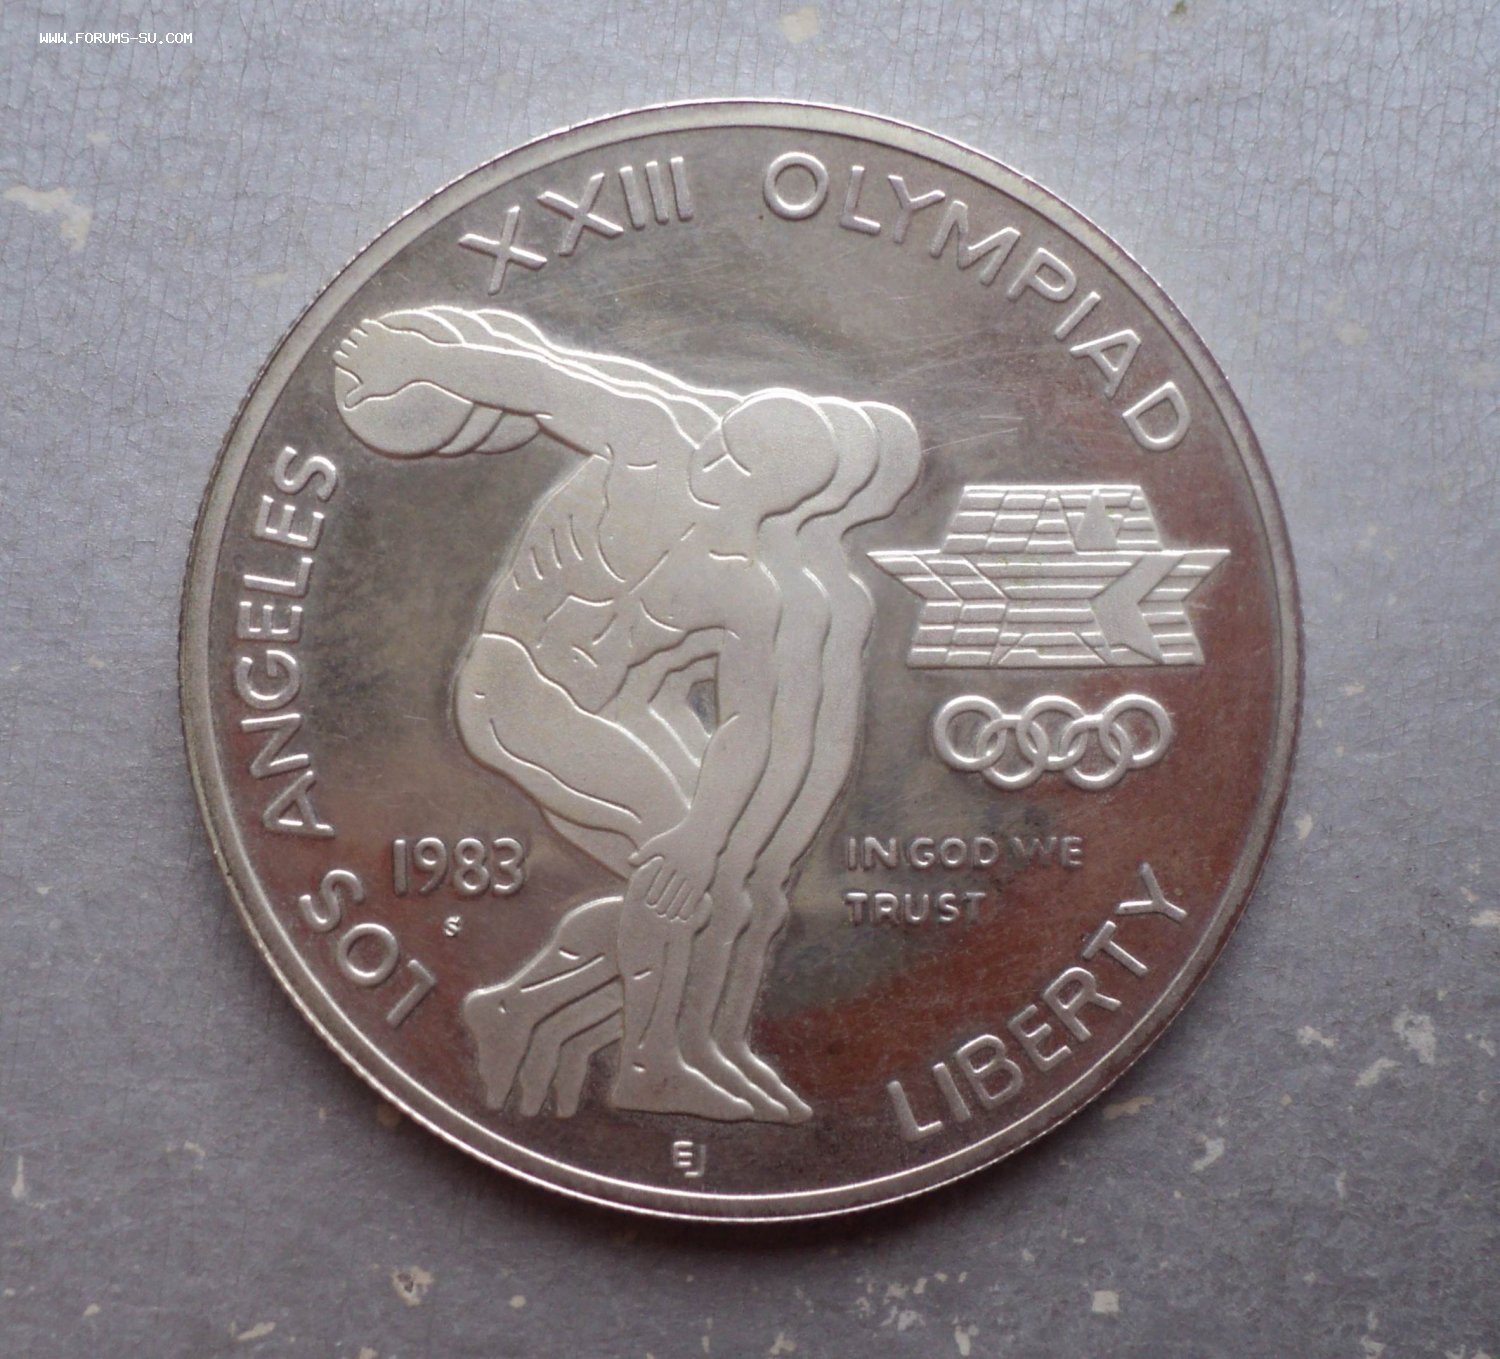 WWW.FORUMS-SU.COM
LOS ANGELES XXIII OLYMPIAD
1983
S
IN GOD WE
TRUST
LIBERTY
EJ